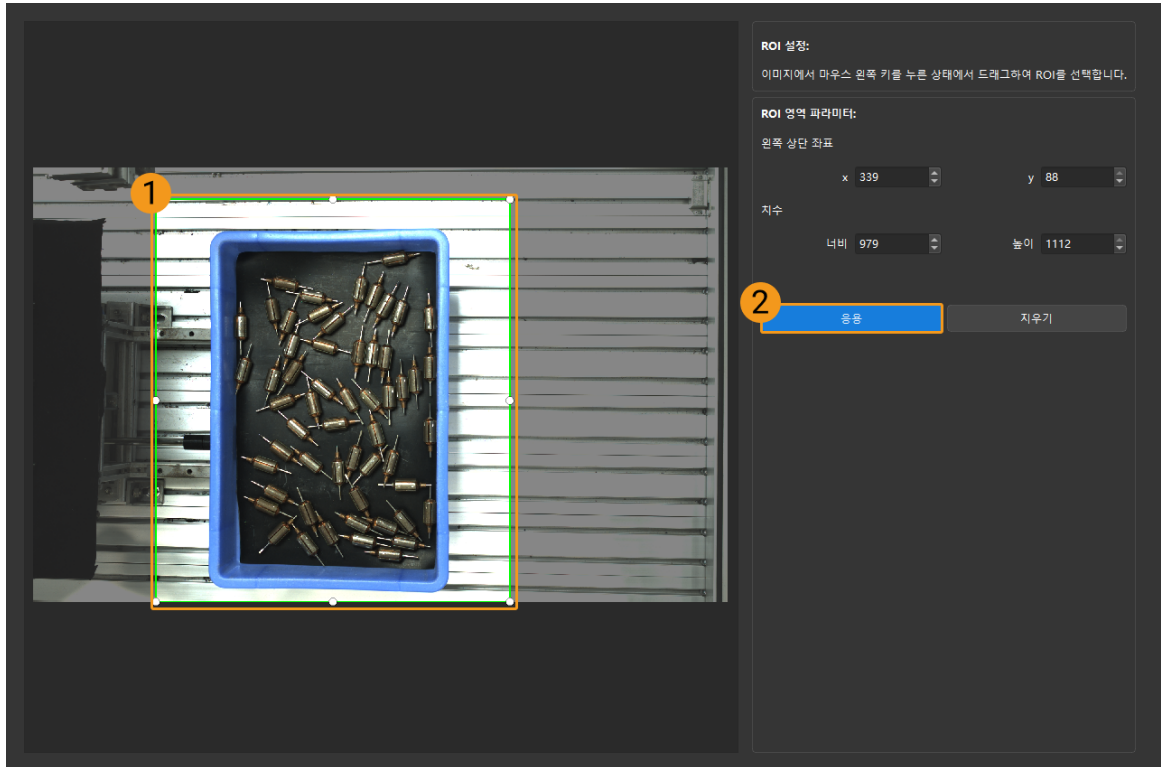 ROI 설정:
이미지에서 마우스 왼쪽 키를 누른 상태에서 드래그하여 ROI를 선택합니다.
ROI 영역 파라미터:
왼쪽 상단 좌표
x 339 y 88
치수
너비 979 높이 1112
응용 지우기
1
2